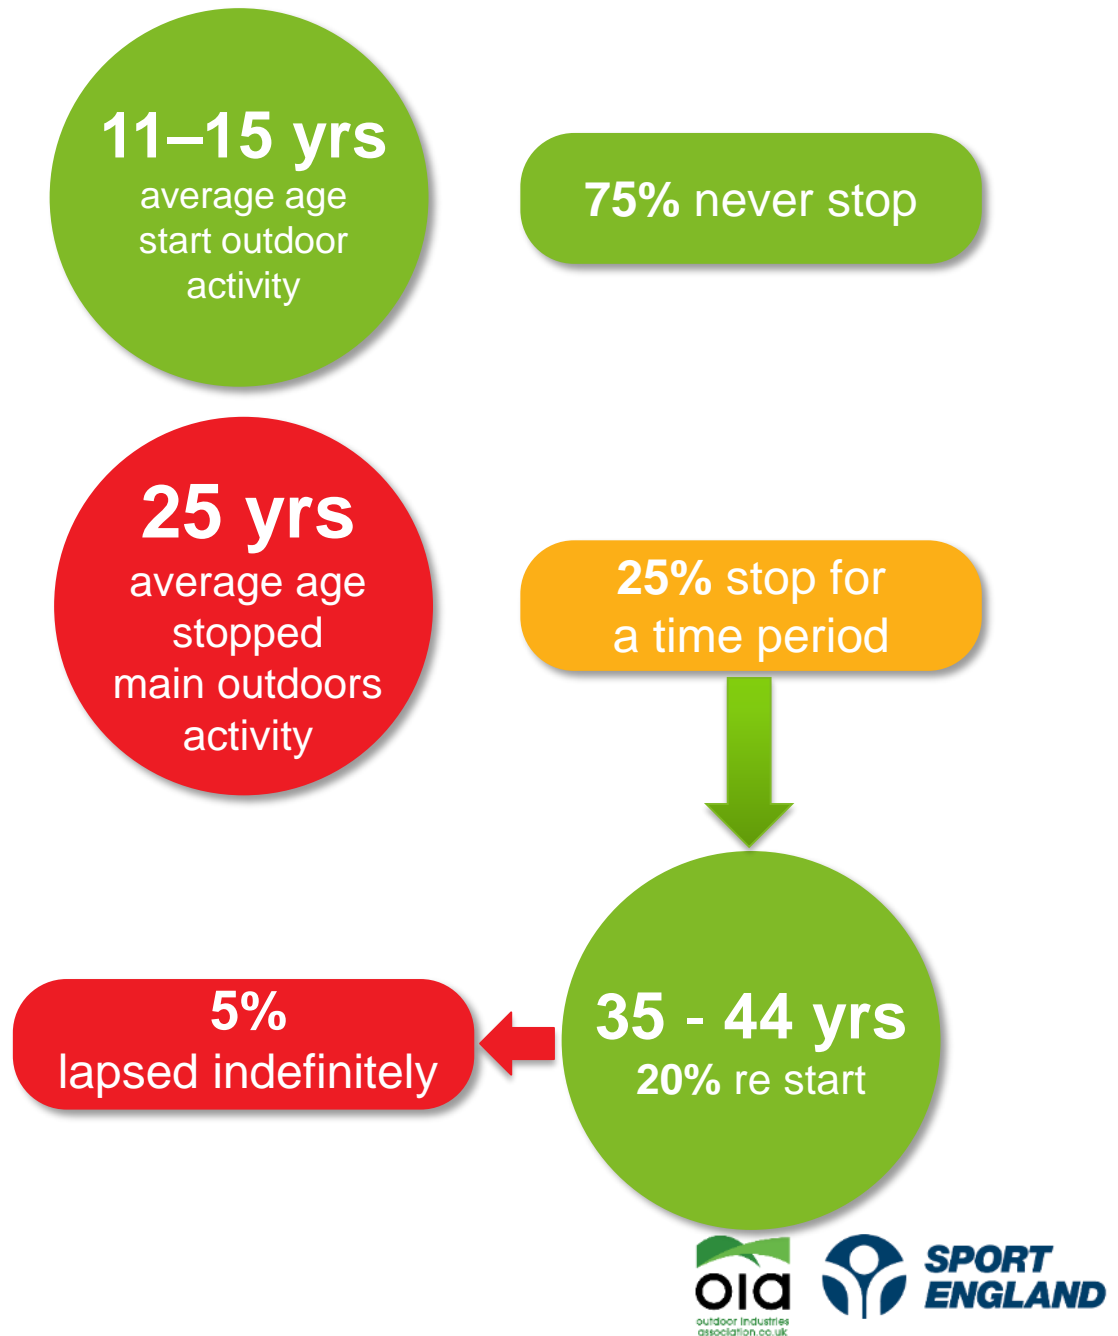 11–15 yrs
average age
start outdoor
activity
75% never stop
25 yrs
average age
stopped
main outdoors
activity
25% stop for
a time period
35 - 44 yrs
20% re start
5%
lapsed indefinitely
oia
outdoor industries
association.co.uk
SPORT
ENGLAND